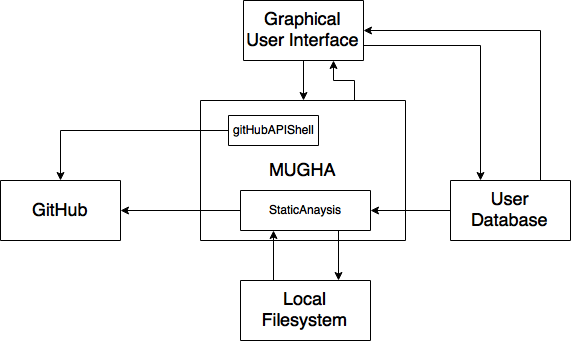 Graphical
User Interface
gitHubAPIShell
MUGHA
GitHub
StaticAnaysis
User
Database
Local
Filesystem